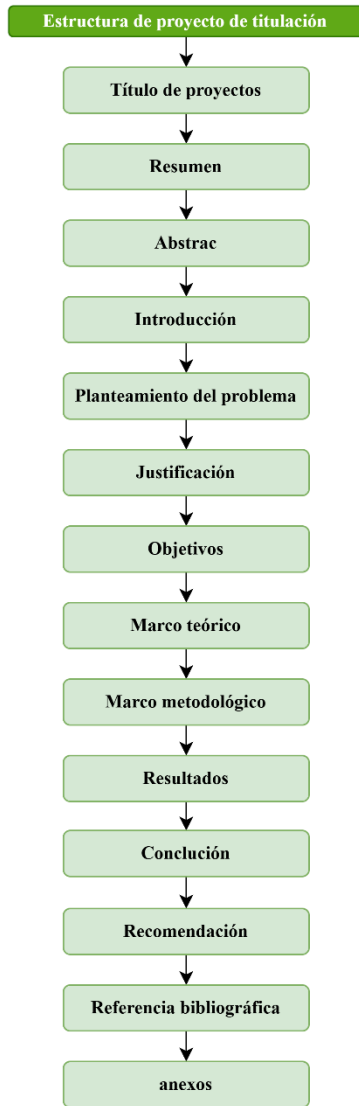 Estructura de proyecto de titulación
Título de proyectos
Resumen
Abstrac
Introducción
Planteamiento del problema
Justificación
Objetivos
Marco teórico
Marco metodológico
Resultados
Conclución
Recomendación
Referencia bibliográfica
anexos